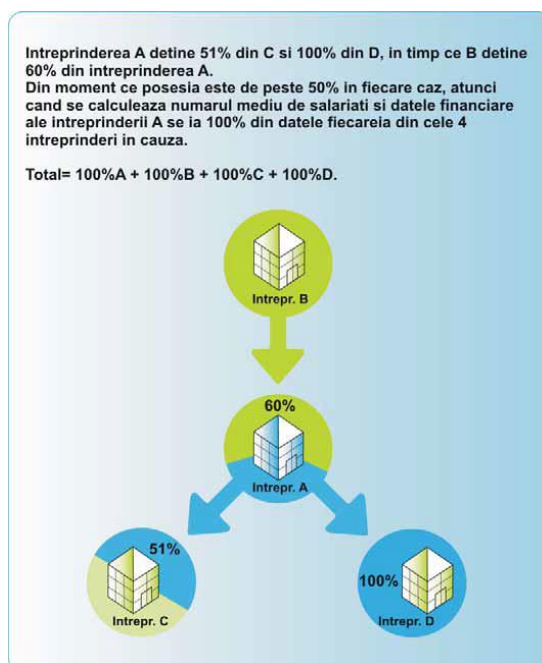 Intreprinderea A detine 51% din C si 100% din D, in timp ce B detine
60% din intreprinderea A.
Din moment ce posesia este de peste 50% in fiecare caz, atunci
cand se calculeaza numarul mediu de salariati si datele financiare
ale intreprinderii A se ia 100% din datele fiecareia din cele 4
intreprinderi in cauza.
Total= 100%A + 100%B + 100%C + 100%D.
Intrepr. B
60%
Intrepr. A
51%
Intrepr. C
100%
Intrepr. D